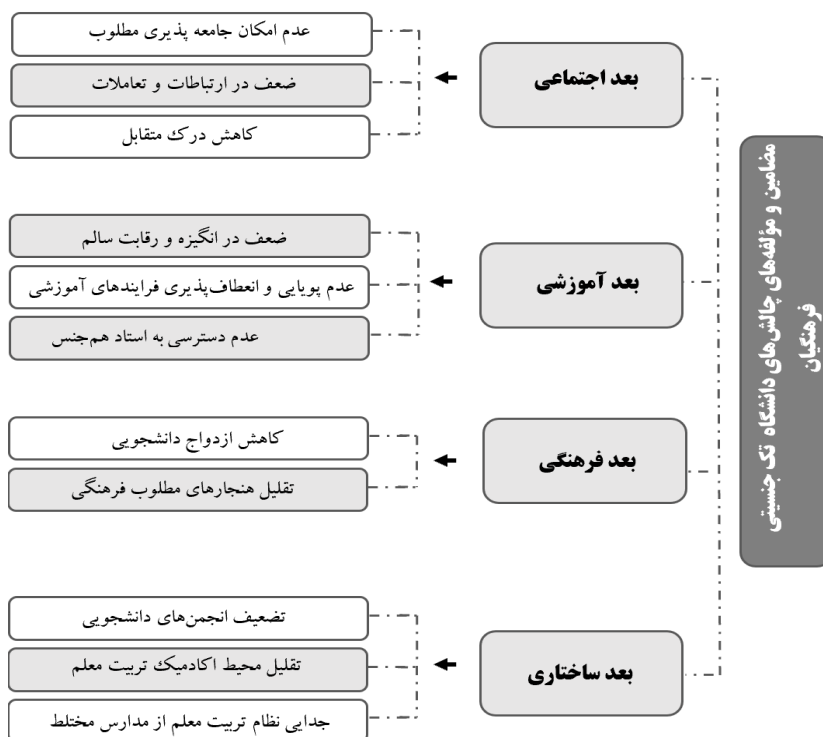 مضامین و مؤلفه‌های چالش‌های دانشگاه تک جنسیتی
فرهنگیان
بعد اجتماعی
عدم امکان جامعه پذیری مطلوب
ضعف در ارتباطات و تعاملات
کاهش درک متقابل
بعد آموزشی
ضعف در انگیزه و رقابت سالم
عدم پویایی و انعطاف‌پذیری فرایندهای آموزشی
عدم دسترسی به استاد هم‌جنس
بعد فرهنگی
کاهش ازدواج دانشجویی
تقلیل هنجارهای مطلوب فرهنگی
بعد ساختاری
تضعیف انجمن‌های دانشجویی
تقلیل محیط اکادمیک تربیت معلم
جدایی نظام تربیت معلم از مدارس مختلط